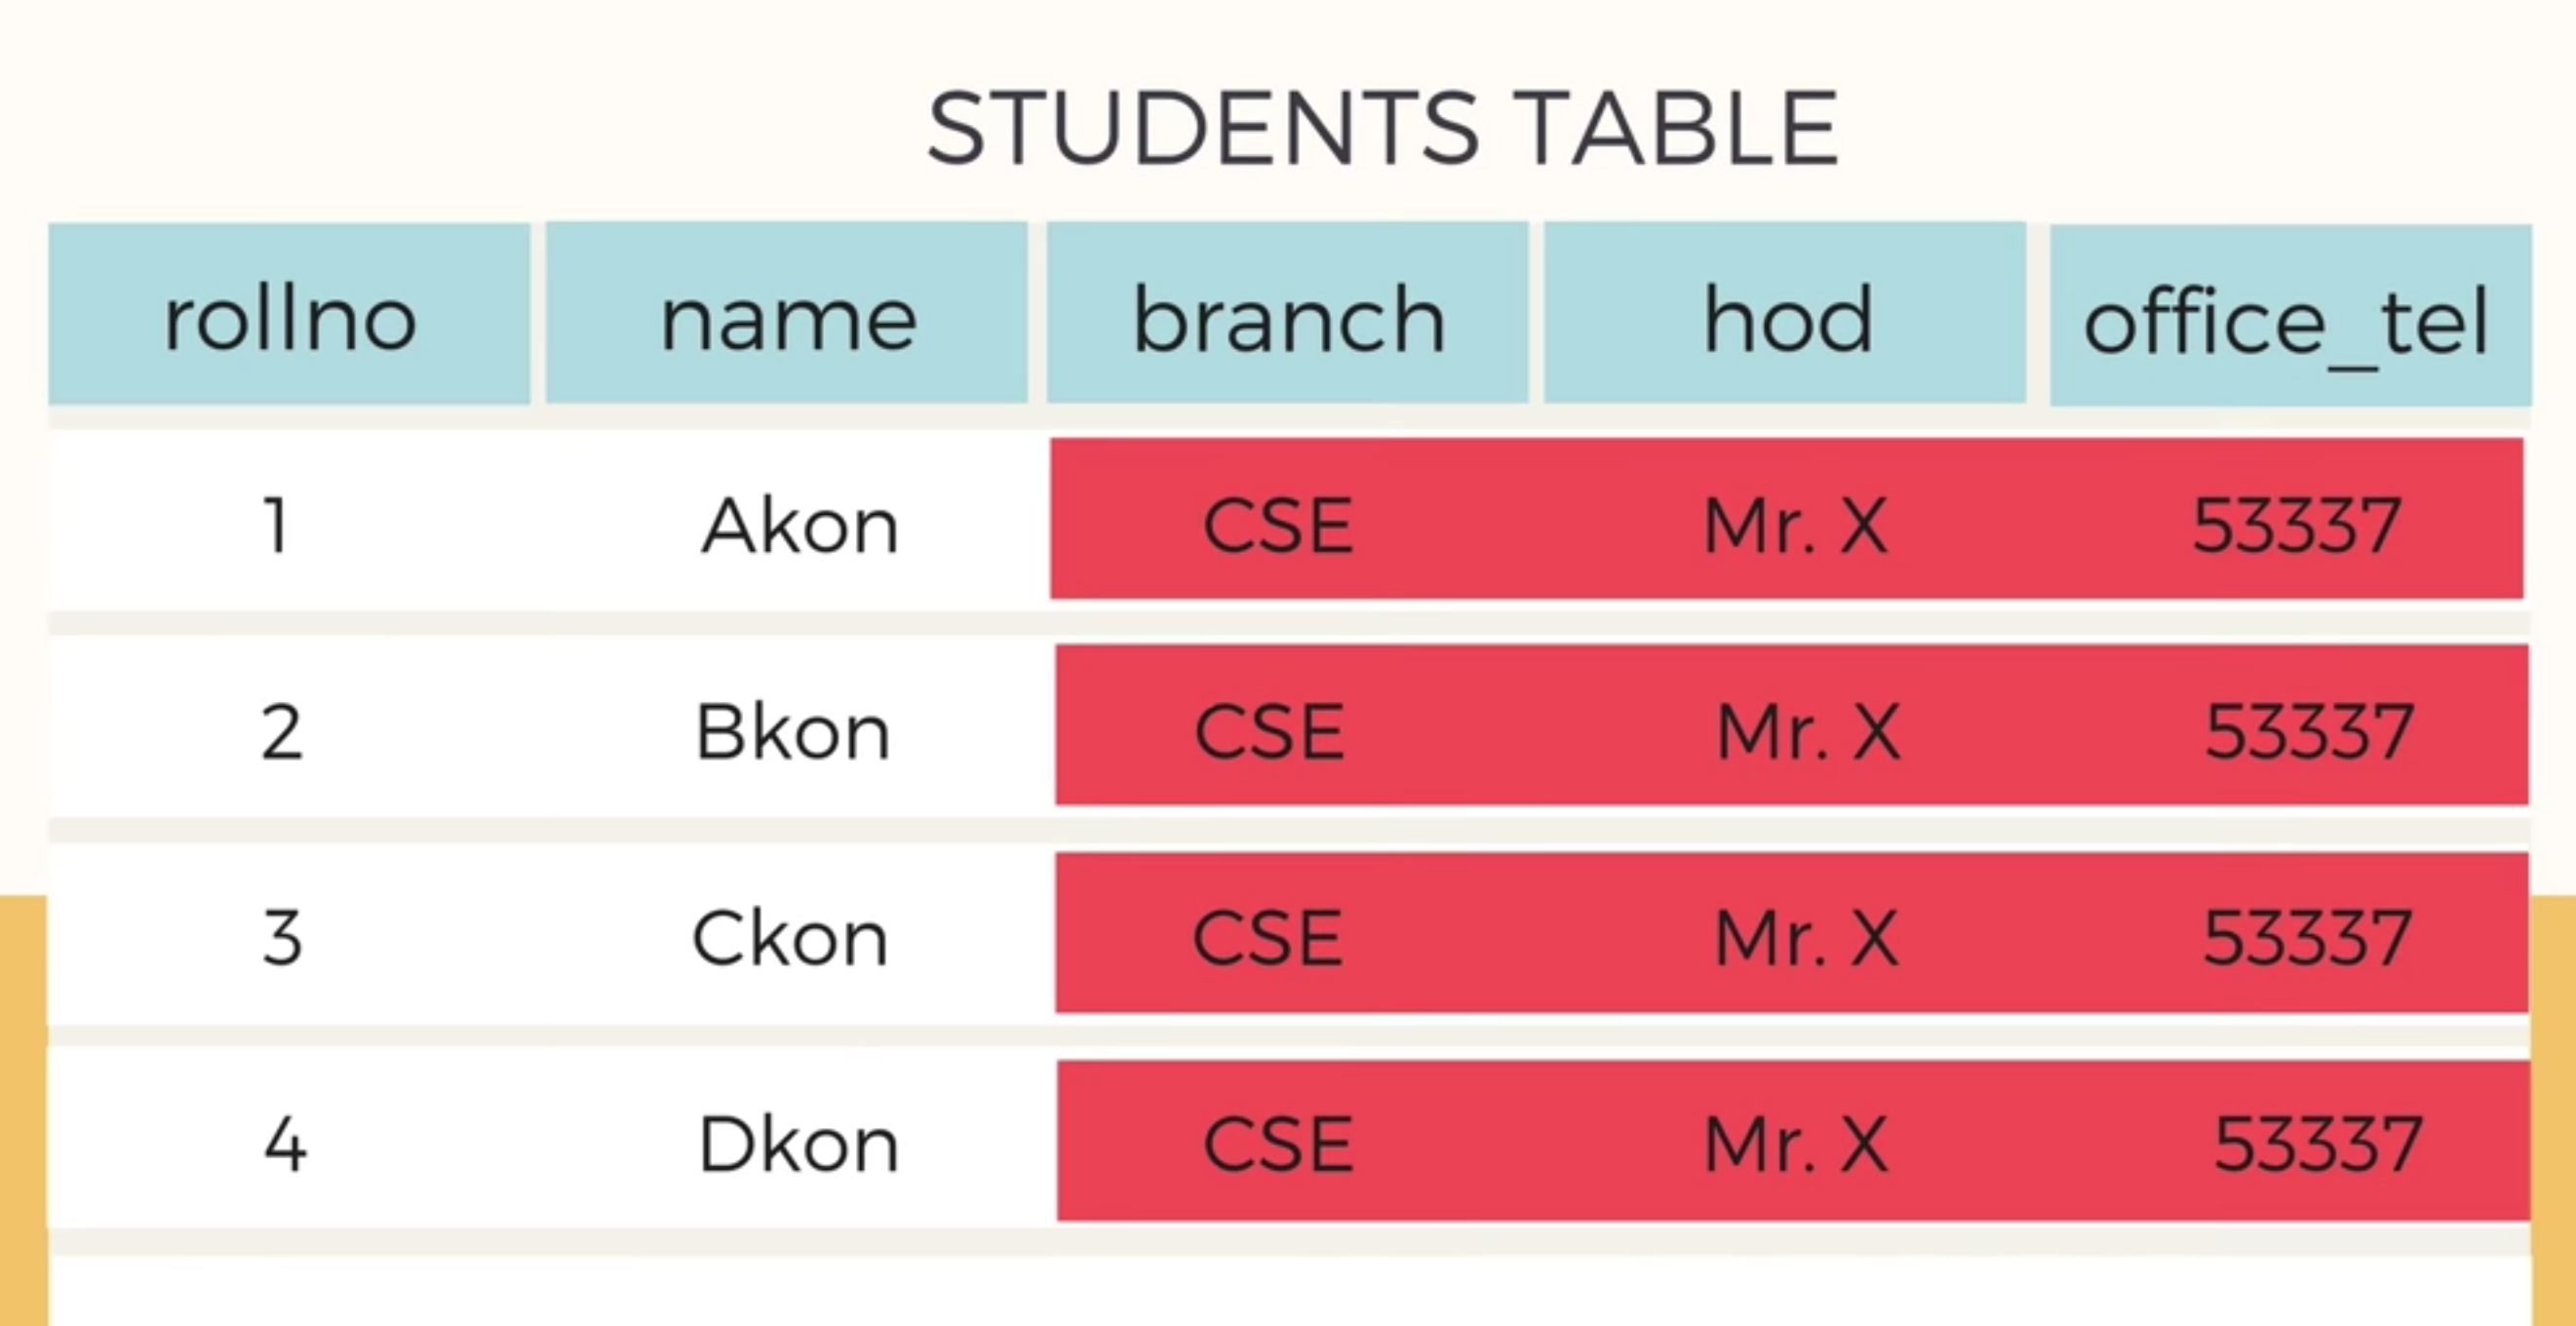 STUDENTS TABLE
rollno name branch hod office_tel
1 Akon CSE Mr. X 53337
2 Bkon CSE Mr. X 53337
3 Ckon CSE Mr. X 53337
4 Dkon CSE Mr. X 53337